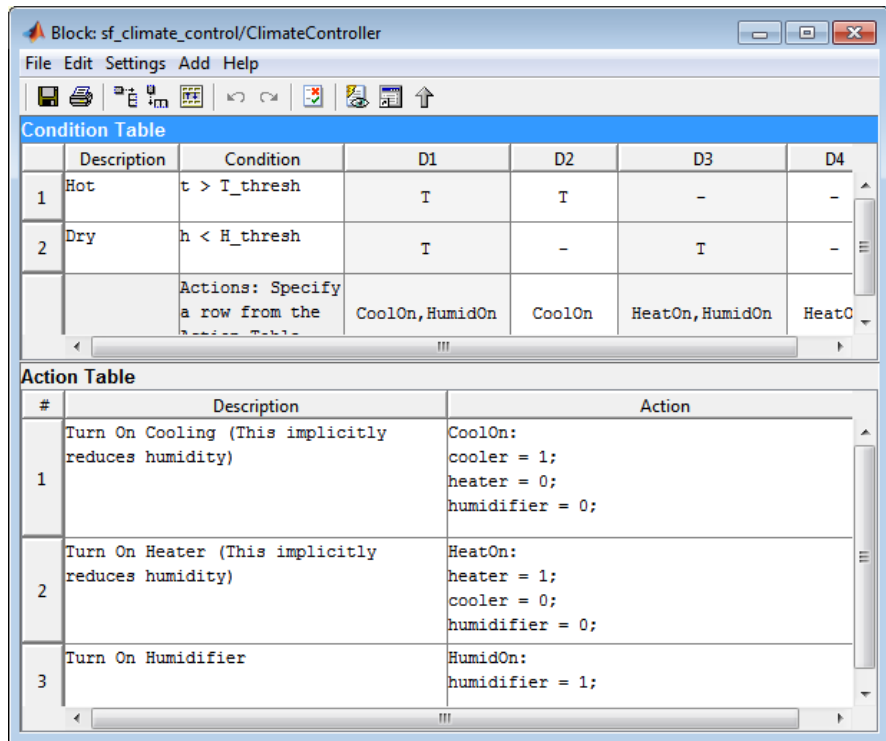 Block: sf_climate_control/ClimateController
File Edit Settings Add Help
Condition Table
Description Condition D1 D2 D3 D4
1 Hot t > T_thresh T T - -
2 Dry h < H_thresh T - T -
Actions: Specify
a row from the CoolOn,HumidOn CoolOn HeatOn,HumidOn
Action Table
Action Table
# Description Action
Turn On Cooling (This implicitly CoolOn:
reduces humidity) cooler = 1;
1 heater = 0;
humidifier = 0;
Turn On Heater (This implicitly HeatOn:
reduces humidity) heater = 1;
2 cooler = 0;
humidifier = 0;
Turn On Humidifier HumidOn:
3 humidifier = 1;